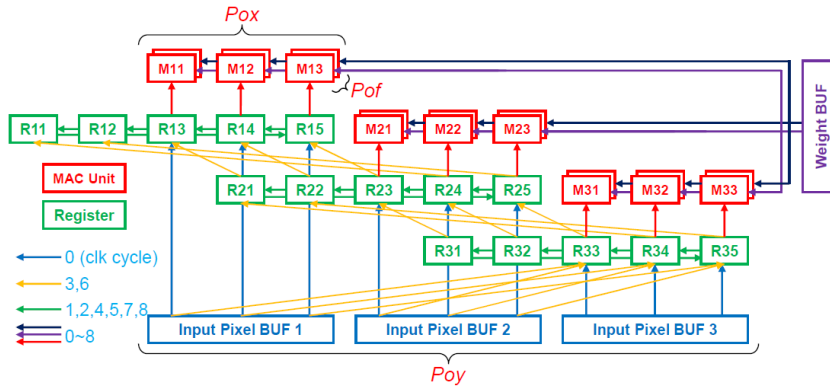 Pox
M11 M12 M13
Pof
Weight BUF
R11 R12 R13 R14 R15
M21 M22 M23
MAC Unit
R21 R22 R23 R24 R25
M31 M32 M33
Register
R31 R32 R33 R34 R35
0 (clk cycle)
3,6
1,2,4,5,7,8
0~8
Input Pixel BUF 1 Input Pixel BUF 2 Input Pixel BUF 3
Poy